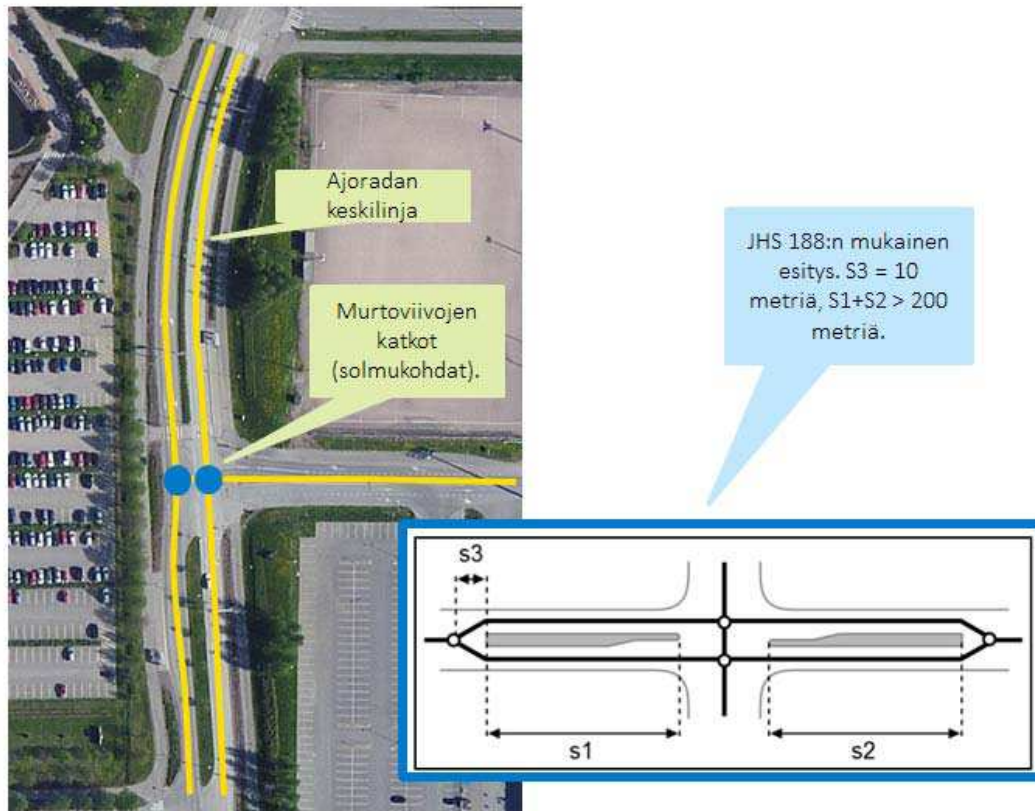 Ajoradan
keskilinja
Murtoviivojen
katkot
(solmukohdat).
JHS 188:n mukainen
esitys. S3 = 10
metriä, S1+S2 > 200
metriä.
s3
s1
s2